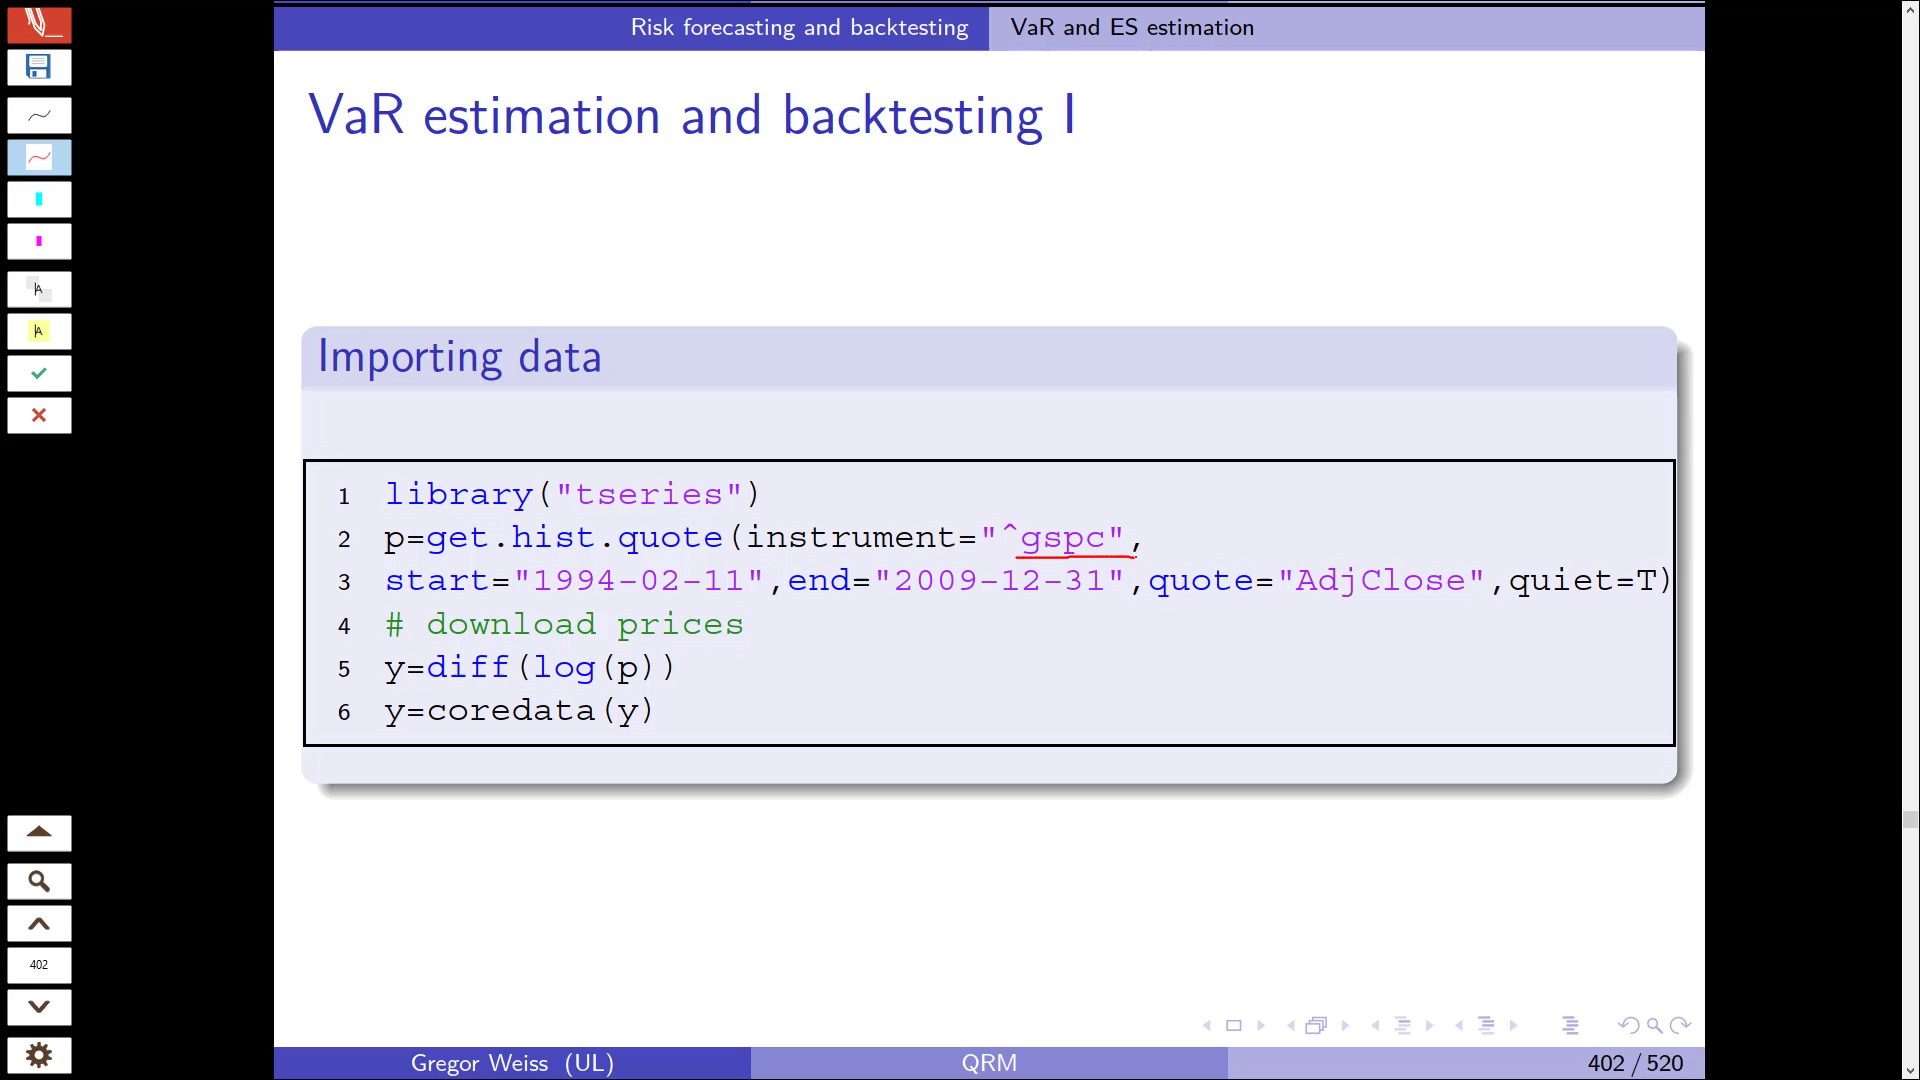 Risk forecasting and backtesting VaR and ES estimation
VaR estimation and backtesting I
Importing data
1 library("tseries")
2 p=get.hist.quote(instrument="^gspc",
3 start="1994-02-11",end="2009-12-31",quote="AdjClose",quiet=T)
4 # download prices
5 y=diff(log(p))
6 y=coredata(y)
A
A
402
Gregor Weiss (UL) QRM 402 / 520